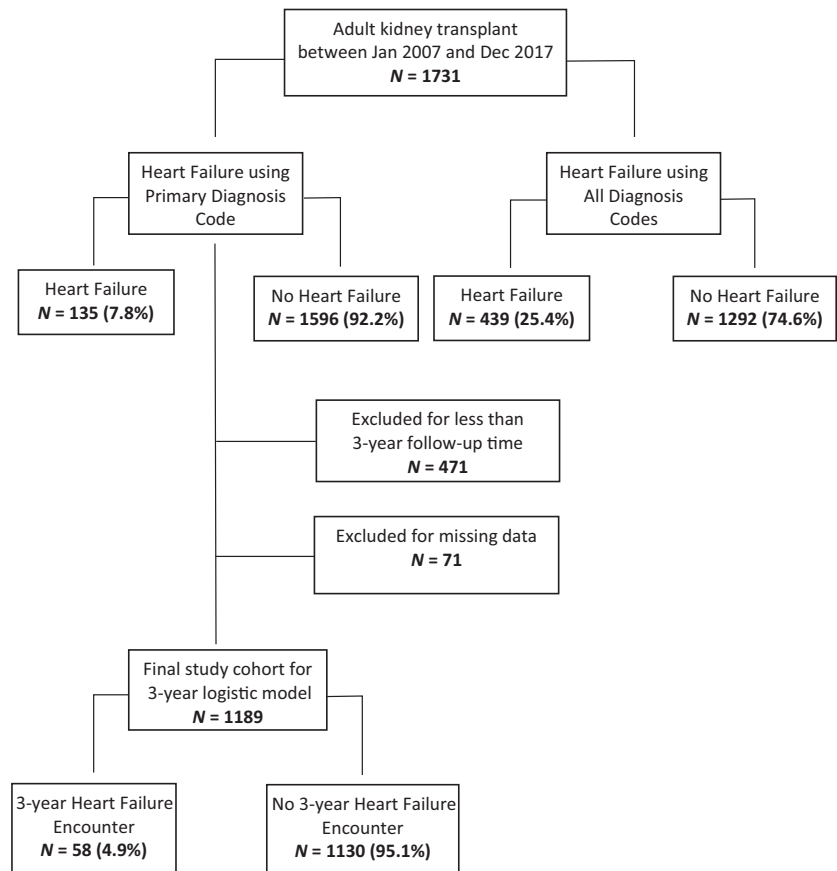 Adult kidney transplant
between Jan 2007 and Dec 2017
N = 1731
Heart Failure using
Primary Diagnosis
Code
Heart Failure using
All Diagnosis
Codes
Heart Failure
N = 135 (7.8%)
No Heart Failure
N = 1596 (92.2%)
Heart Failure
N = 439 (25.4%)
No Heart Failure
N = 1292 (74.6%)
Excluded for less than
3-year follow-up time
N = 471
Excluded for missing data
N = 71
Final study cohort for
3-year logistic model
N = 1189
3-year Heart Failure
Encounter
N = 58 (4.9%)
No 3-year Heart Failure
Encounter
N = 1130 (95.1%)